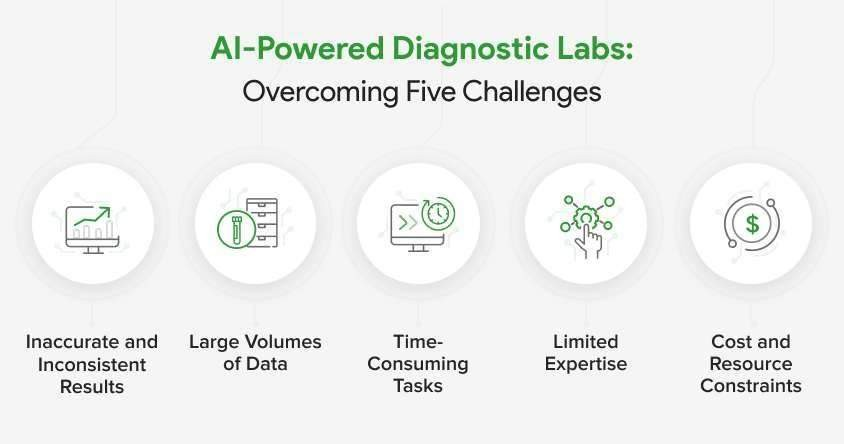 AI-Powered Diagnostic Labs:
Overcoming Five Challenges
Inaccurate and
Inconsistent
Results
Large Volumes
of Data
Time-
Consuming
Tasks
Limited
Expertise
$
Cost and
Resource
Constraints